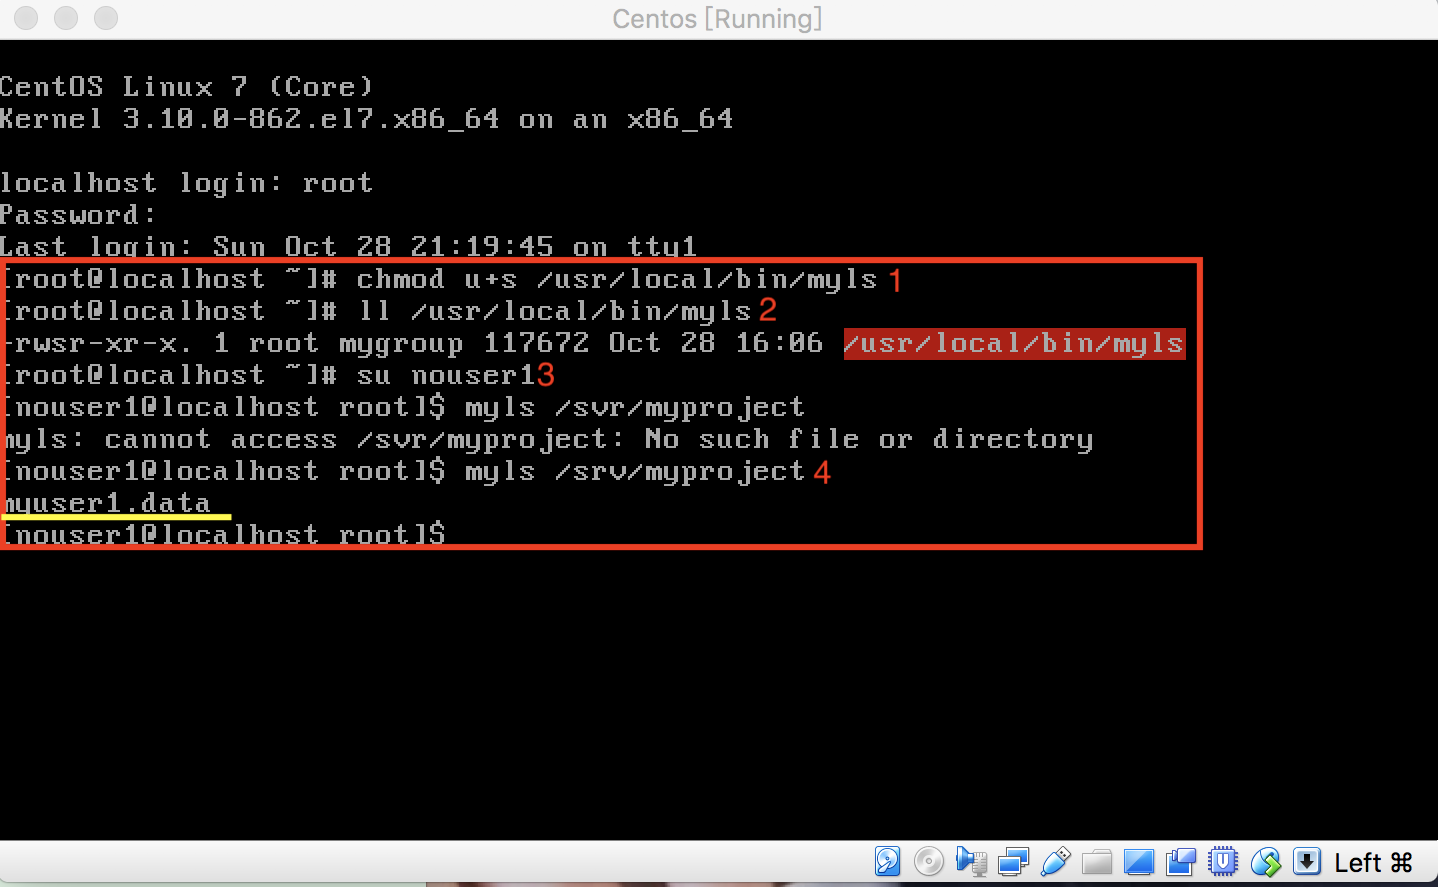 Centos [Running]
CentOS Linux 7 (Core)
Kernel 3.10.0-862.el7.x86_64 on an x86_64
localhost login: root
Password:
Last login: Sun Oct 28 21:19:45 on tty1
[root@localhost ~]# chmod u+s /usr/local/bin/myls 1
[root@localhost ~]# ll /usr/local/bin/myls 2
-rwsr-xr-x. 1 root mygroup 117672 Oct 28 16:06 /usr/local/bin/myls
[root@localhost ~]# su nouser1 3
[nouser1@localhost root]$ myls /svr/myproject
myls: cannot access /svr/myproject: No such file or directory
[nouser1@localhost root]$ myls /srv/myproject 4
myuser1.data
[nouser1@localhost root]$
Left ⌘